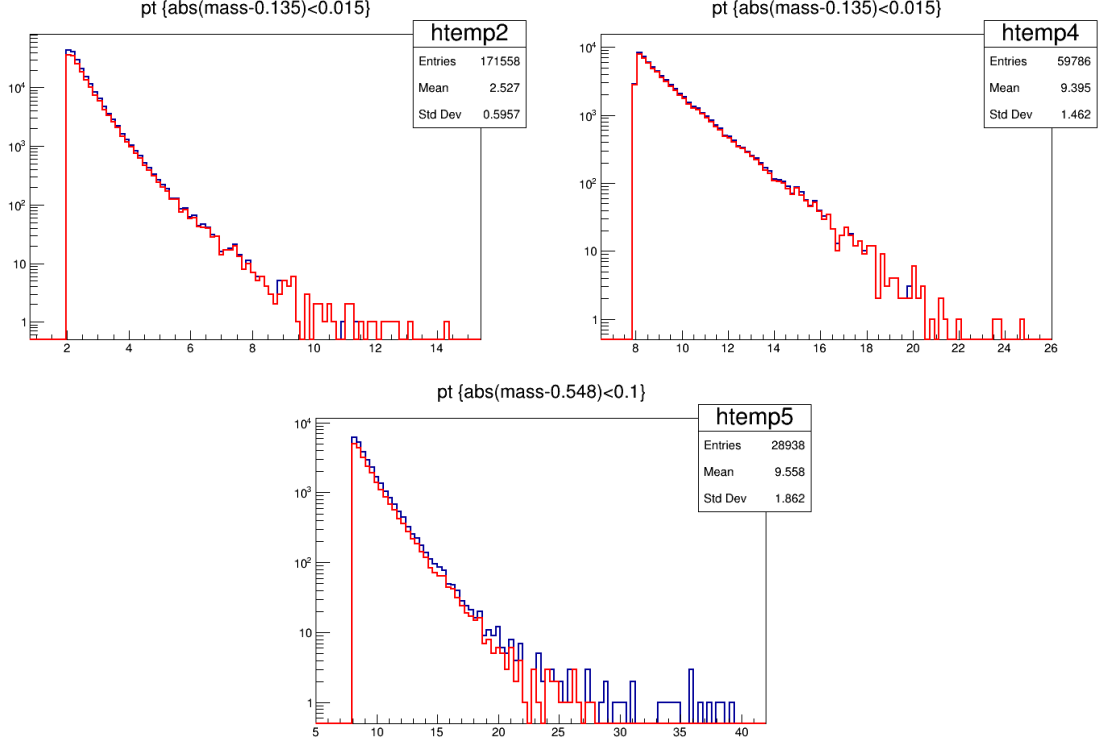 pt {abs(mass-0.135)<0.015}
htemp2
Entries 171558
Mean 2.527
Std Dev 0.5957
10^4
10^3
10^2
10
1
2 4 6 8 10 12 14
pt {abs(mass-0.135)<0.015}
htemp4
Entries 59786
Mean 9.395
Std Dev 1.462
10^4
10^3
10^2
10
1
8 10 12 14 16 18 20 22 24 26
pt {abs(mass-0.548)<0.1}
htemp5
Entries 28938
Mean 9.558
Std Dev 1.862
10^4
10^3
10^2
10
1
5 10 15 20 25 30 35 40